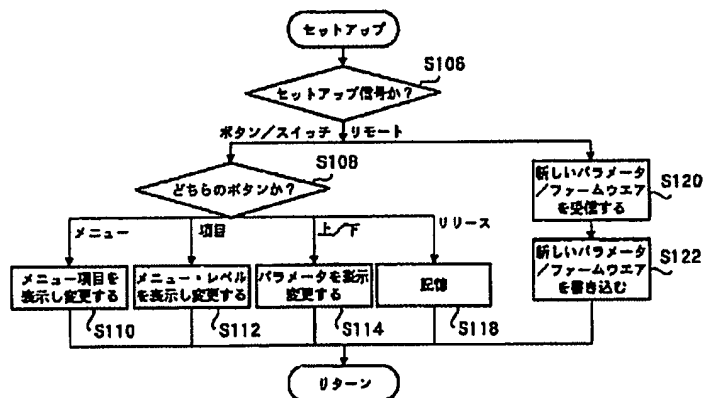 セットアップ
S106
セットアップ信号か?
ボタン/スイッチ
リモート
S108
どちらのボタンか?
新しいパラメータ
/ファームウエア
を受信する
S120
メニュー
項目
上/下
リリース
新しいパラメータ
/ファームウエア
を書き込む
S122
メニュー項目を
表示し変更する
S110
メニュー・レベル
を表示し変更する
S112
パラメータを表示
変更する
S114
記憶
S118
リターン